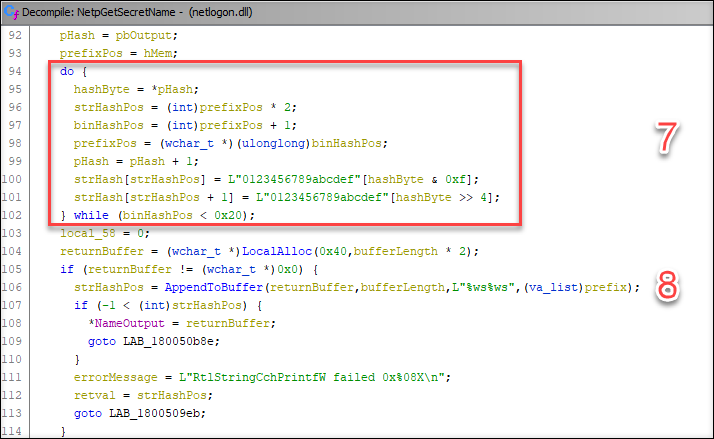 Decompile: NetpGetSecretName - (netlogon.dll)
92 pHash = pbOutput;
93 prefixPos = hMem;
94 do {
95 hashByte = *pHash;
96 strHashPos = (int)prefixPos * 2;
97 binHashPos = (int)prefixPos + 1;
98 prefixPos = (wchar_t *)(ulonglong)binHashPos;
99 pHash = pHash + 1;
100 strHash[strHashPos] = L"0123456789abcdef"[hashByte & 0xf];
101 strHash[strHashPos + 1] = L"0123456789abcdef"[hashByte >> 4];
102 } while (binHashPos < 0x20);
7
103 local_58 = 0;
104 returnBuffer = (wchar_t *)LocalAlloc(0x40,bufferLength * 2);
105 if (returnBuffer != (wchar_t *)0x0) {
106 strHashPos = AppendToBuffer(returnBuffer,bufferLength,L"%ws%ws",(va_list)prefix);
8
107 if (-1 < (int)strHashPos) {
108 *NameOutput = returnBuffer;
109 goto LAB_180050b8e;
110 }
111 errorMessage = L"RtlStringCchPrintfW failed 0x%08X\n";
112 retval = strHashPos;
113 goto LAB_1800509eb;
114 }